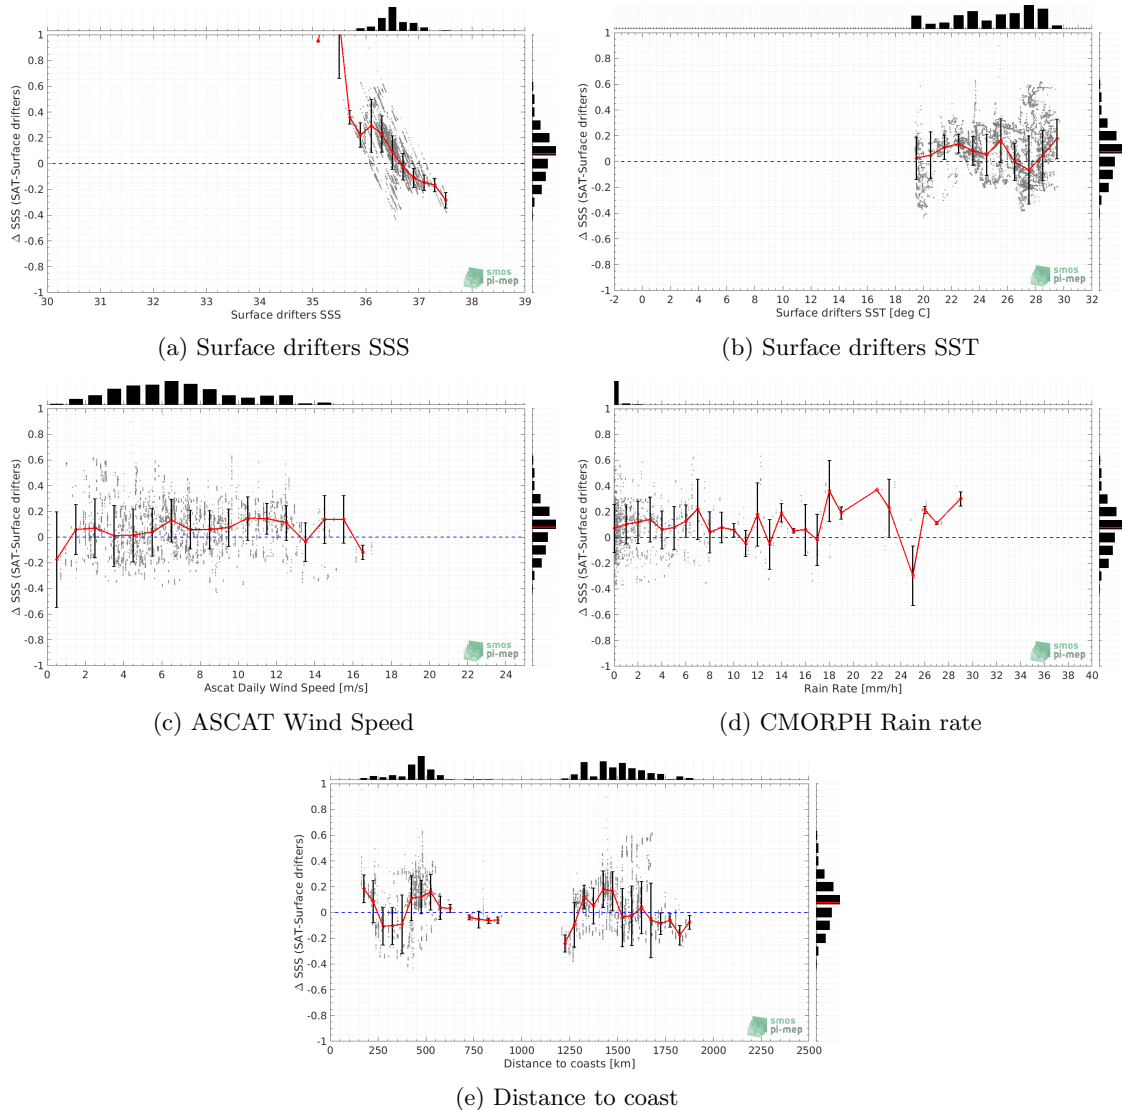 1
0.8
0.6
0.4
0.2
0
-0.2
-0.4
-0.6
-0.8
-1
Δ SSS (SAT-Surface drifters)
30 31 32 33 34 35 36 37 38 39
Surface drifters SSS
smos
pi-mep
(a) Surface drifters SSS
1
0.8
0.6
0.4
0.2
0
-0.2
-0.4
-0.6
-0.8
-1
Δ SSS (SAT-Surface drifters)
-2 0 2 4 6 8 10 12 14 16 18 20 22 24 26 28 30 32
Surface drifters SST [deg C]
smos
pi-mep
(b) Surface drifters SST
1
0.8
0.6
0.4
0.2
0
-0.2
-0.4
-0.6
-0.8
-1
Δ SSS (SAT-Surface drifters)
0 2 4 6 8 10 12 14 16 18 20 22 24
Ascat Daily Wind Speed [m/s]
smos
pi-mep
(c) ASCAT Wind Speed
1
0.8
0.6
0.4
0.2
0
-0.2
-0.4
-0.6
-0.8
-1
Δ SSS (SAT-Surface drifters)
0 2 4 6 8 10 12 14 16 18 20 22 24 26 28 30 32 34 36 38 40
Rain Rate [mm/h]
smos
pi-mep
(d) CMORPH Rain rate
1
0.8
0.6
0.4
0.2
0
-0.2
-0.4
-0.6
-0.8
-1
Δ SSS (SAT-Surface drifters)
0 250 500 750 1000 1250 1500 1750 2000 2250 2500
Distance to coasts [km]
smos
pi-mep
(e) Distance to coast